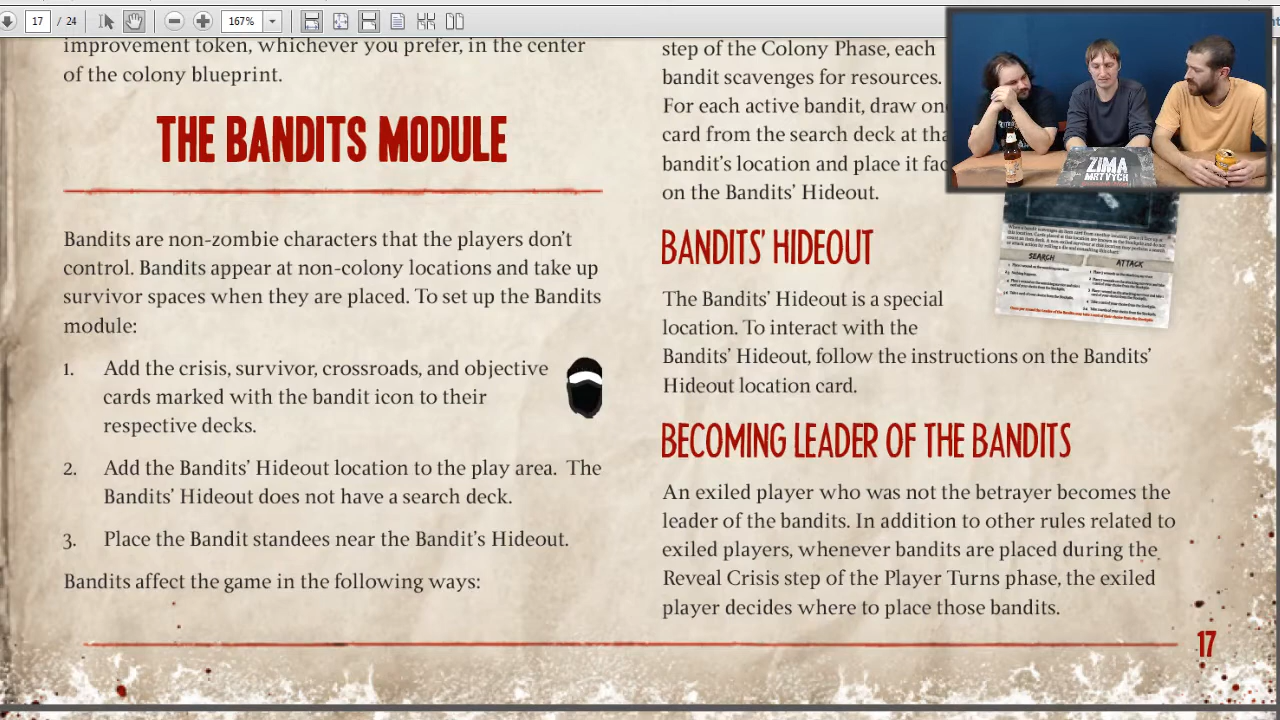 17 / 24
167%
improvement token, whichever you prefer, in the center
of the colony blueprint.
THE BANDITS MODULE
Bandits are non-zombie characters that the players don't
control. Bandits appear at non-colony locations and take up
survivor spaces when they are placed. To set up the Bandits
module:
1. Add the crisis, survivor, crossroads, and objective
cards marked with the bandit icon to their
respective decks.
2. Add the Bandits' Hideout location to the play area. The
Bandits' Hideout does not have a search deck.
3. Place the Bandit standees near the Bandit's Hideout.
Bandits affect the game in the following ways:
step of the Colony Phase, each
bandit scavenges for resources.
For each active bandit, draw on
card from the search deck at tha
bandit's location and place it fac
on the Bandits' Hideout.
ZIMA
MRTVÝCH
SEARCH
ATTACK
BANDITS' HIDEOUT
The Bandits' Hideout is a special
location. To interact with the
Bandits' Hideout, follow the instructions on the Bandits'
Hideout location card.
BECOMING LEADER OF THE BANDITS
An exiled player who was not the betrayer becomes the
leader of the bandits. In addition to other rules related to
exiled players, whenever bandits are placed during the
Reveal Crisis step of the Player Turns phase, the exiled
player decides where to place those bandits.
17